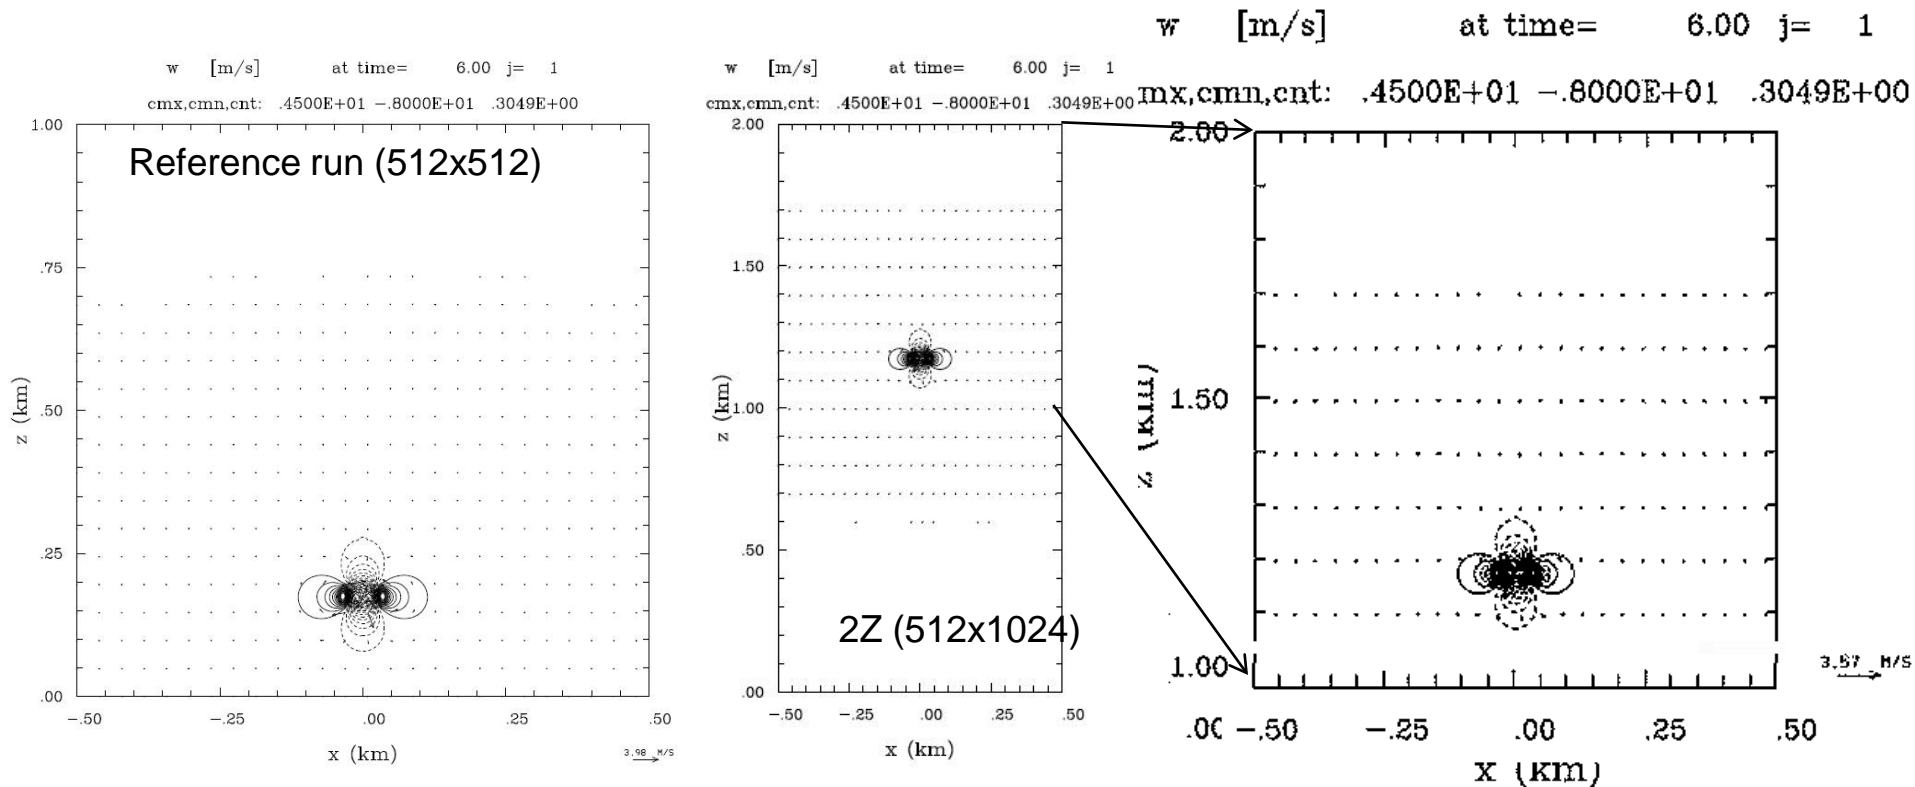 w [m/s] at time= 6.00 j= 1
cmx,cmn,cnt: .4500E+01 −.8000E+01 .3049E+00
Reference run (512x512)
1.00
.75
.50
.25
.00
z (km)
−.50 −.25 .00 .25 .50
x (km)
3.98 M/S
w [m/s] at time= 6.00 j= 1
cmx,cmn,cnt: .4500E+01 −.8000E+01 .3049E+00
2.00
1.50
1.00
.50
.00
z (km)
2Z (512x1024)
−.50 −.25 .00 .25 .50
x (km)
w [m/s] at time= 6.00 j= 1
mx,cmn,cnt: .4500E+01 −.8000E+01 .3049E+00
2.00
1.50
1.00
z (km)
3.57 M/S
.00 −.50 −.25 .00 .25 .50
x (km)